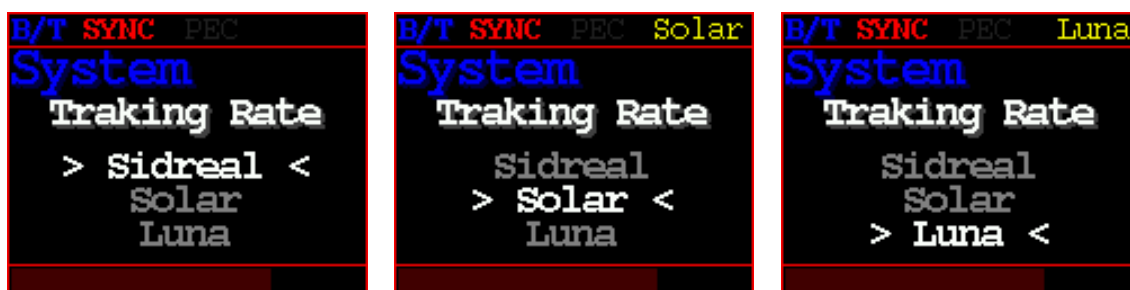 B/T SYNC PEC
System
Traking Rate
> Sidreal <
Solar
Luna
B/T SYNC PEC Solar
System
Traking Rate
Sidreal
> Solar <
Luna
B/T SYNC PEC Luna
System
Traking Rate
Sidreal
Solar
> Luna <